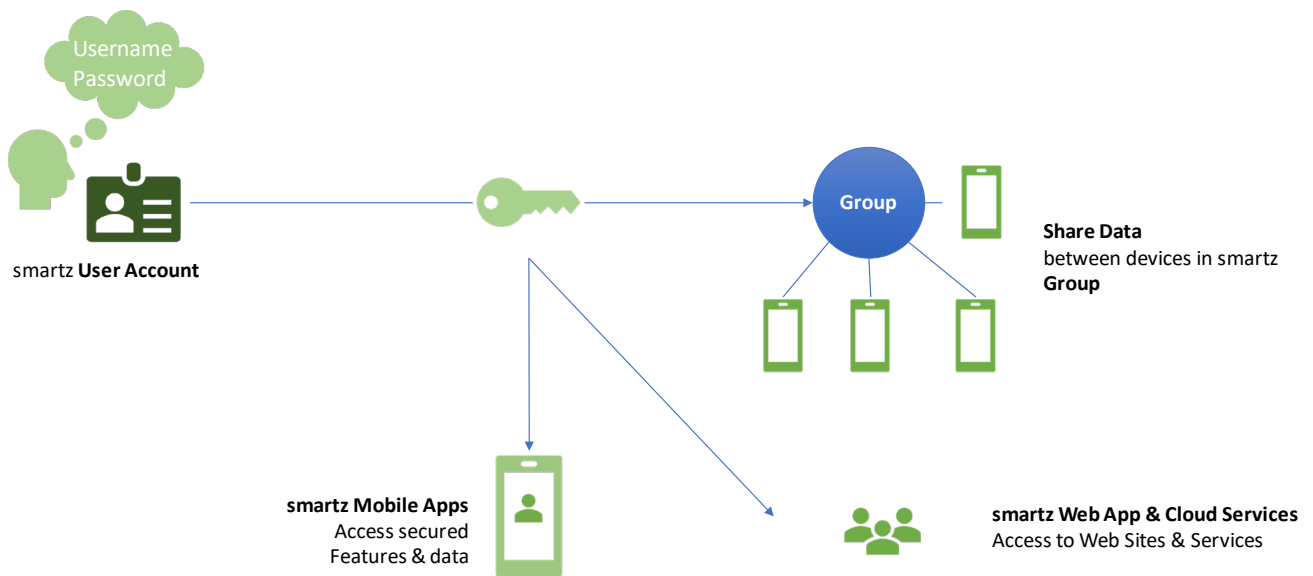 Username
Password
smartz User Account
Group
Share Data
between devices in smartz
Group
smartz Mobile Apps
Access secured
Features & data
smartz Web App & Cloud Services
Access to Web Sites & Services